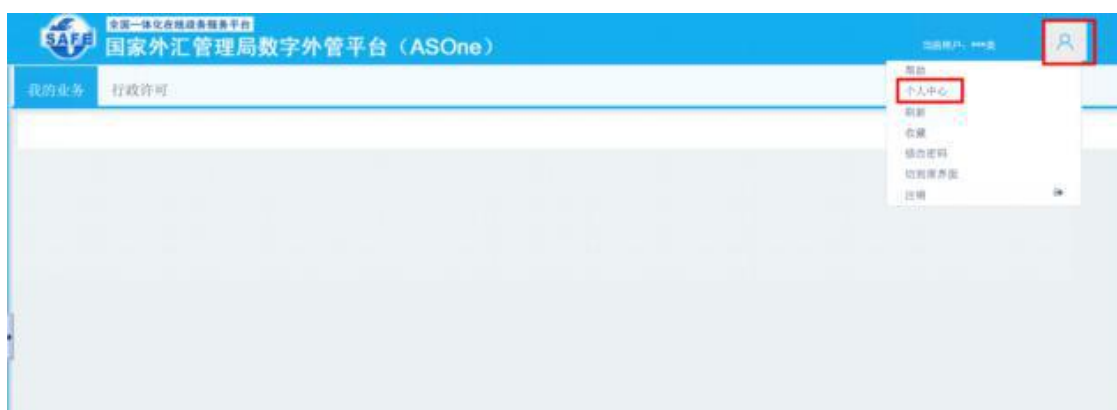 SAFE
全国一体化在线政务服务平台
国家外汇管理局数字外管平台（ASOne）
当前用户：***员
我的业务 行政许可
帮助
个人中心
刷新
收藏
修改密码
切到原界面
注销